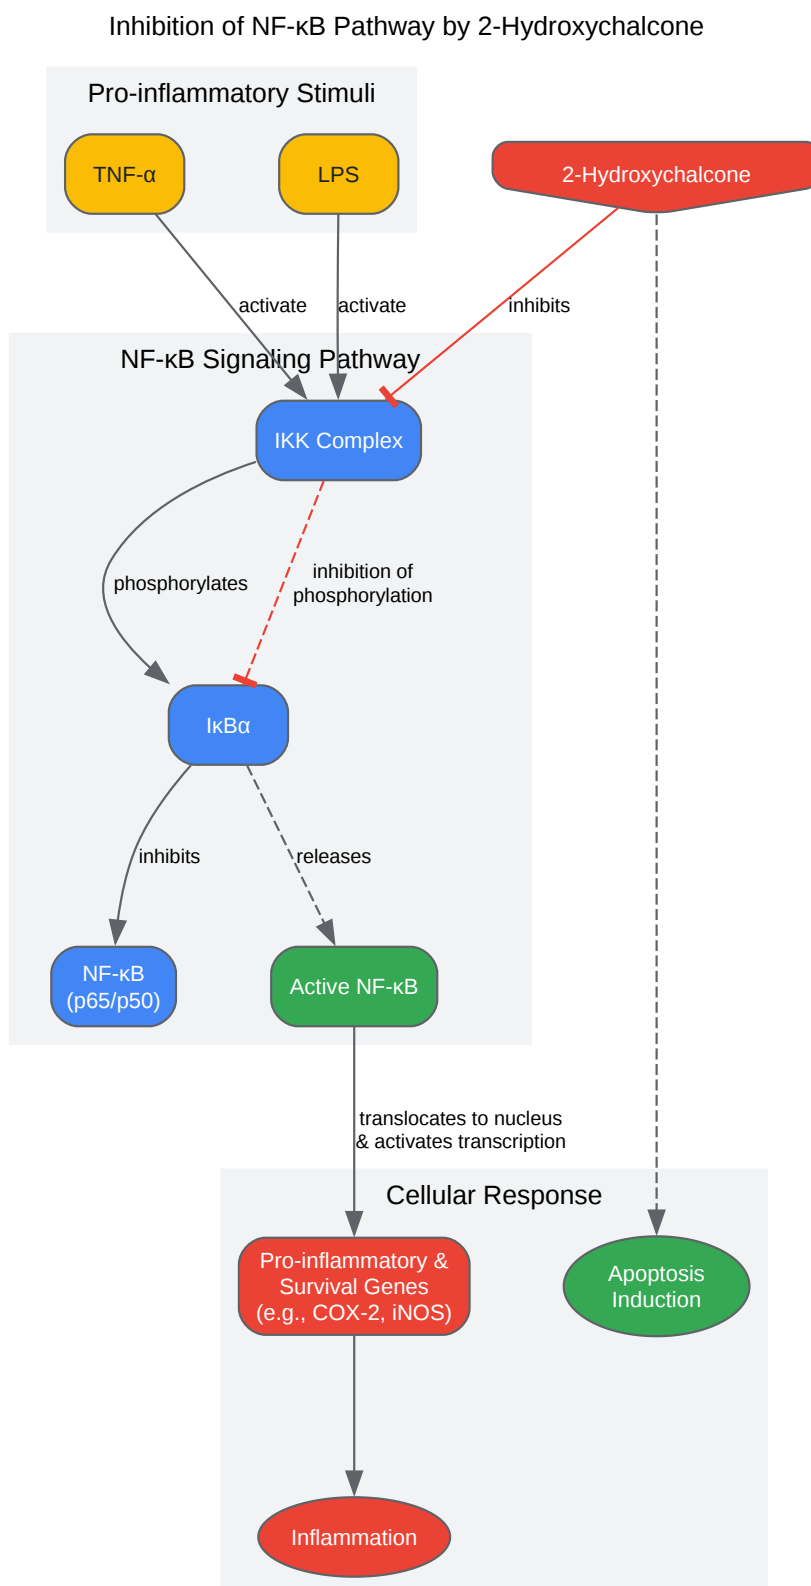 Inhibition of NF-κB Pathway by 2-Hydroxychalcone
Pro-inflammatory Stimuli
TNF-α
LPS
2-Hydroxychalcone
activate
activate
inhibits
NF-κB Signaling Pathway
IKK Complex
phosphorylates
inhibition of
phosphorylation
IκBα
inhibits
releases
NF-κB
(p65/p50)
Active NF-κB
translocates to nucleus
& activates transcription
Cellular Response
Pro-inflammatory &
Survival Genes
(e.g., COX-2, iNOS)
Apoptosis
Induction
Inflammation